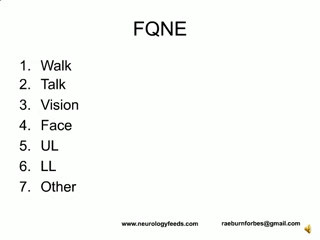 FQNE
1. Walk
2. Talk
3. Vision
4. Face
5. UL
6. LL
7. Other
www.neurologyfeeds.com raeburnforbes@gmail.com